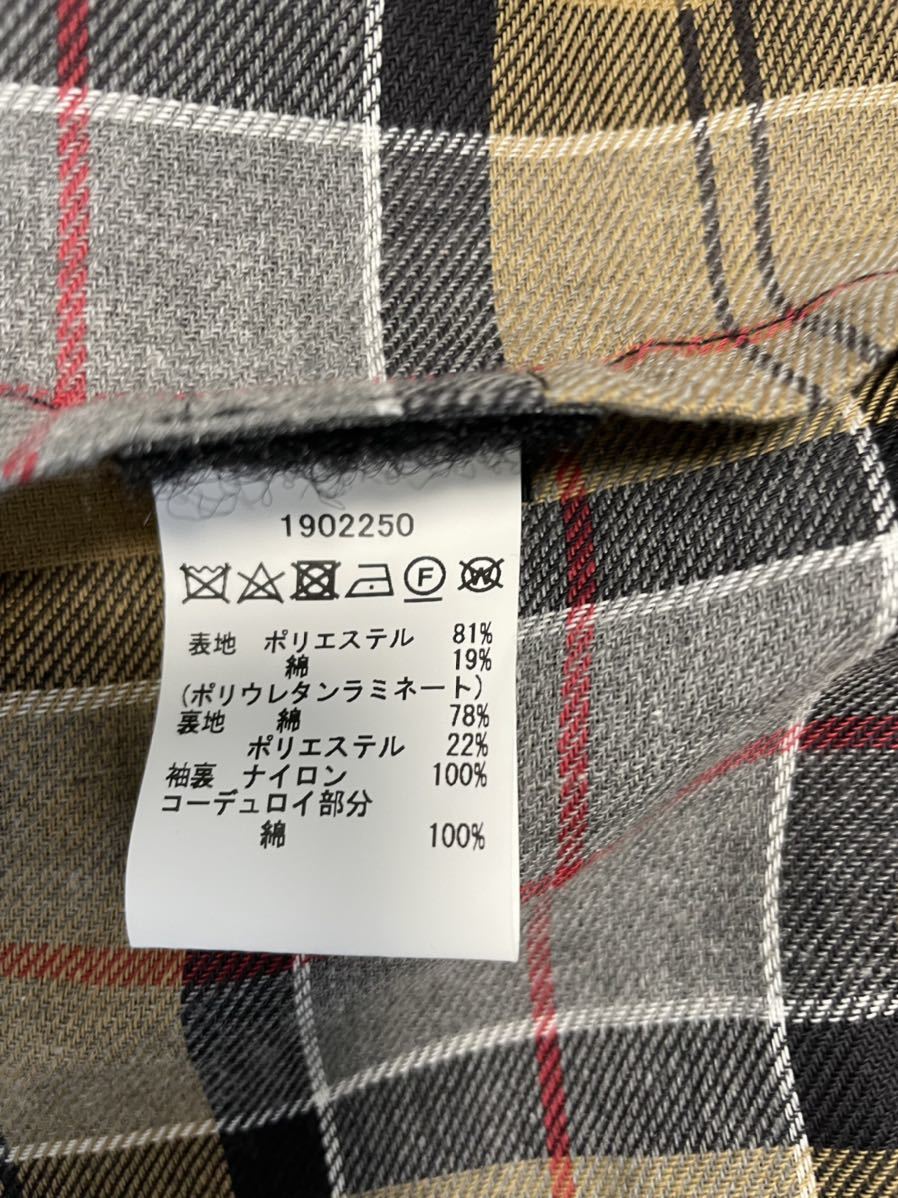 1902250
F W
表地 ポリエステル 81%
綿 19%
(ポリウレタンラミネート)
裏地 綿 78%
ポリエステル 22%
袖裏 ナイロン 100%
コーデュロイ部分
綿 100%